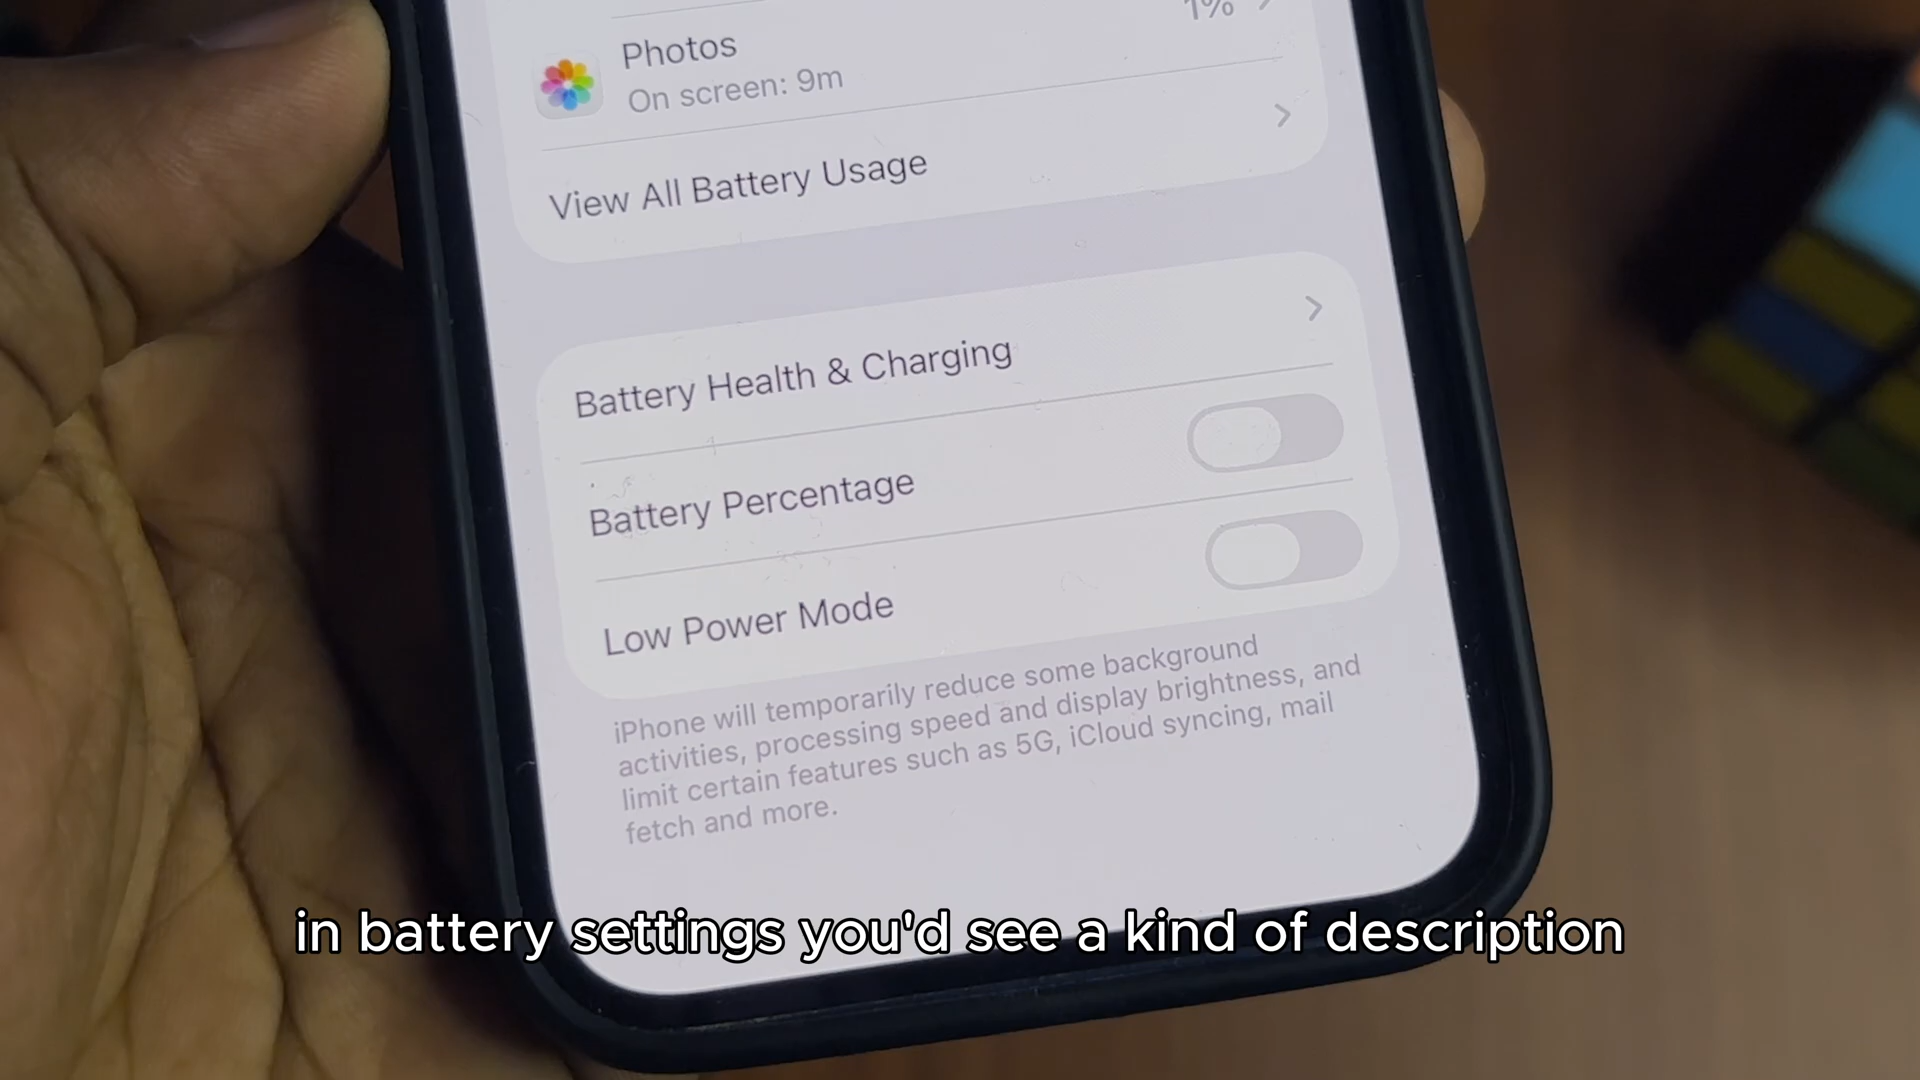 1%
Photos
On screen: 9m
View All Battery Usage
Battery Health & Charging
Battery Percentage
Low Power Mode
iPhone will temporarily reduce some background
activities, processing speed and display brightness, and
limit certain features such as 5G, iCloud syncing, mail
fetch and more.
in battery settings you'd see a kind of description